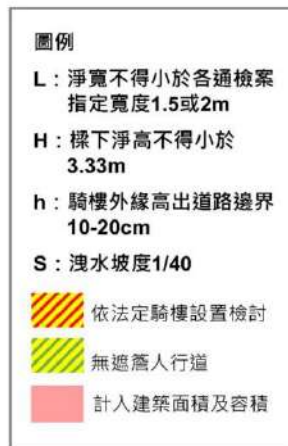 圖例
L：淨寬不得小於各通檢案
指定寬度1.5或2m
H：樑下淨高不得小於
3.33m
h：騎樓外緣高出道路邊界
10-20cm
S：洩水坡度1/40
依法定騎樓設置檢討
無遮簷人行道
計入建築面積及容積